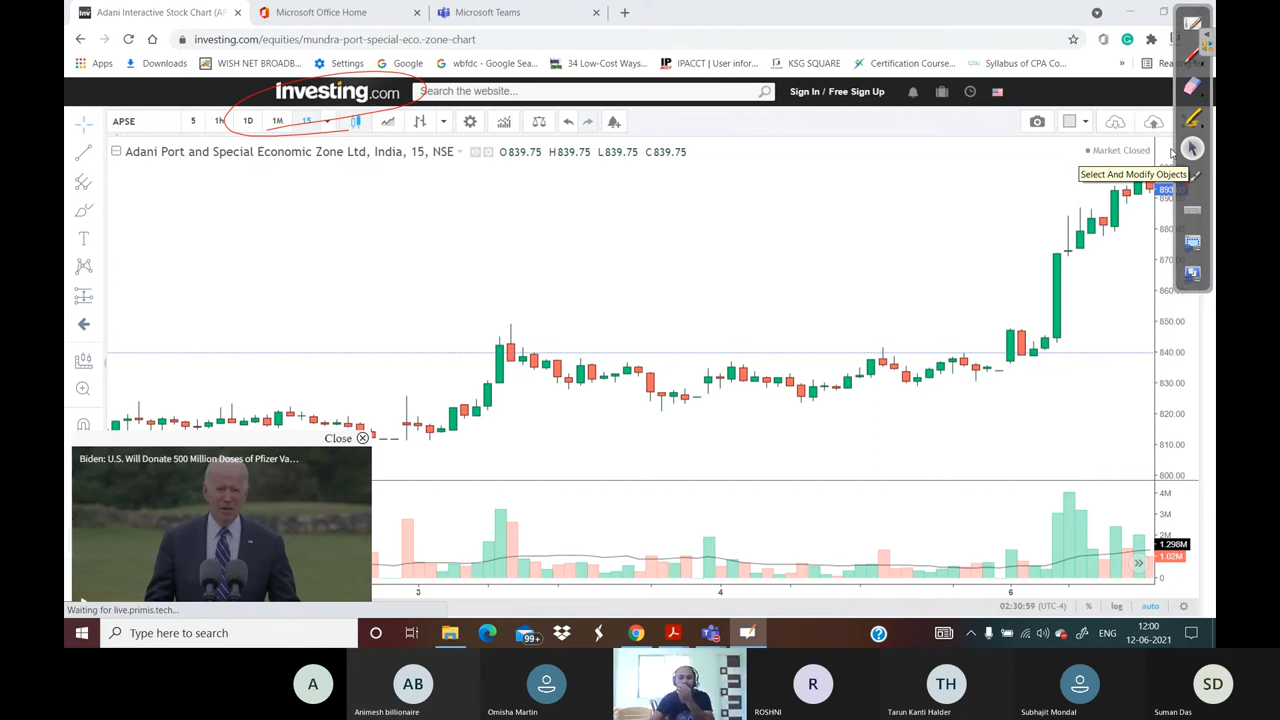 Adani Interactive Stock Chart (AP
Microsoft Office Home
Microsoft Teams
investing.com/equities/mundra-port-special-eco.-zone-chart
Apps
Downloads
WISH NET BROADB...
Settings
Google
wbfdc - Google Sea...
34 Low-Cost Ways...
IPACCT | User infor...
KSG SQUARE
Certification Course...
Syllabus of CPA Co...
»
Investing.com
Search the website...
Sign In / Free Sign Up
APSE
5
1h
1D
1M
15
Adani Port and Special Economic Zone Ltd, India, 15, NSE
O839.75 H839.75 L839.75 C839.75
Market Closed
Select And Modify Objects
890.00
880.00
870.00
850.00
840.00
830.00
820.00
810.00
800.00
Close
Biden: U.S. Will Donate 500 Million Doses of Pfizer Va...
4M
3M
2M
1.298M
1.02M
0
3
4
6
02:30:59 (UTC-4)
%
log
auto
Waiting for live.primis.tech...
Type here to search
99+
ENG
12:00
12-06-2021
A
AB
R
TH
SD
Animesh billionaire
Omisha Martin
ROSHNI
Tarun Kanti Halder
Subhajit Mondal
Suman Das